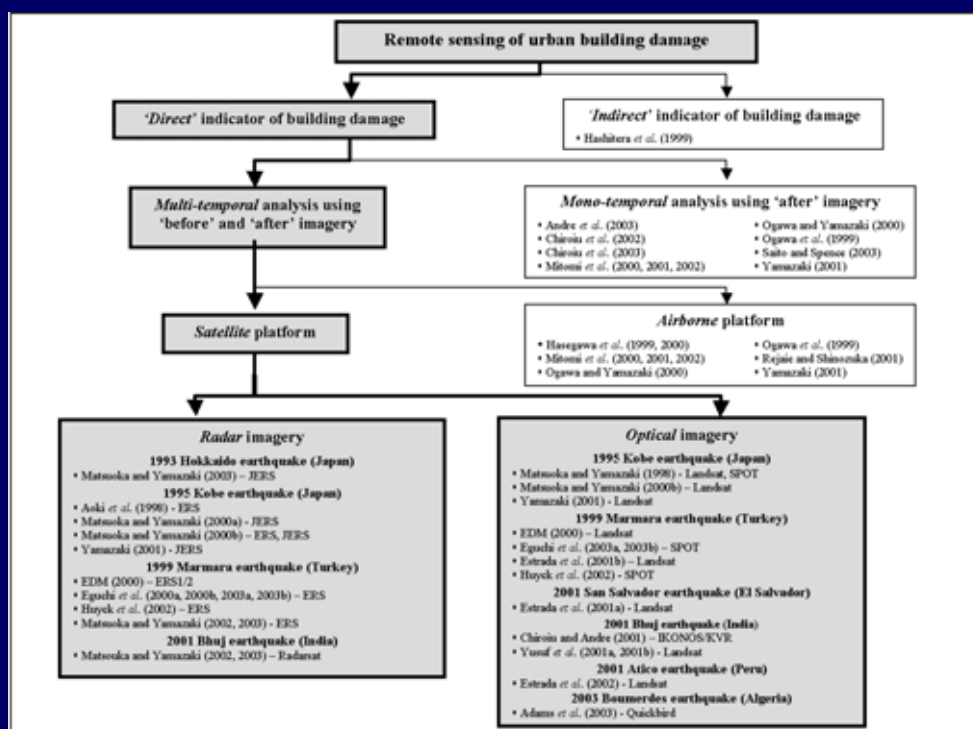 Remote sensing of urban building damage
‘Direct’ indicator of building damage
‘Indirect’ indicator of building damage
• Hashitera et al. (1999)
Multi-temporal analysis using
‘before’ and ‘after’ imagery
Mono-temporal analysis using ‘after’ imagery
• Andre et al. (2003)
• Chiroiu et al. (2002)
• Chiroiu et al. (2003)
• Mitomi et al. (2000, 2001, 2002)
• Ogawa and Yamazaki (2000)
• Ogawa et al. (1999)
• Saito and Spence (2003)
• Yamazaki (2001)
Satellite platform
Airborne platform
• Hasegawa et al. (1999, 2000)
• Mitomi et al. (2000, 2001, 2002)
• Ogawa and Yamazaki (2000)
• Ogawa et al. (1999)
• Rejaie and Shinozuka (2001)
• Yamazaki (2001)
Radar imagery
1993 Hokkaido earthquake (Japan)
• Matsuoka and Yamazaki (2003) – JERS
1995 Kobe earthquake (Japan)
• Aoki et al. (1998) - ERS
• Matsuoka and Yamazaki (2000a) - JERS
• Matsuoka and Yamazaki (2000b) – ERS, JERS
• Yamazaki (2001) - JERS
1999 Marmara earthquake (Turkey)
• EDM (2000) – ERS1/2
• Eguchi et al. (2000a, 2000b, 2003a, 2003b) – ERS
• Huyck et al. (2002) – ERS
• Matsuoka and Yamazaki (2002, 2003) - ERS
2001 Bhuj earthquake (India)
• Matsouka and Yamazaki (2002, 2003) – Radarsat
Optical imagery
1995 Kobe earthquake (Japan)
• Matsuoka and Yamazaki (1998) - Landsat, SPOT
• Matsuoka and Yamazaki (2000b) – Landsat
• Yamazaki (2001) - Landsat
1999 Marmara earthquake (Turkey)
• EDM (2000) – Landsat
• Eguchi et al. (2003a, 2003b) – SPOT
• Estrada et al. (2001b) – Landsat
• Huyck et al. (2002) - SPOT
2001 San Salvador earthquake (El Salvador)
• Estrada et al. (2001a) - Landsat
2001 Bhuj earthquake (India)
• Chiroiu and Andre (2001) – IKONOS/KVR
• Yusuf et al. (2001a, 2001b) - Landsat
2001 Atico earthquake (Peru)
• Estrada et al. (2002) - Landsat
2003 Boumerdes earthquake (Algeria)
• Adams et al. (2003) - Quickbird